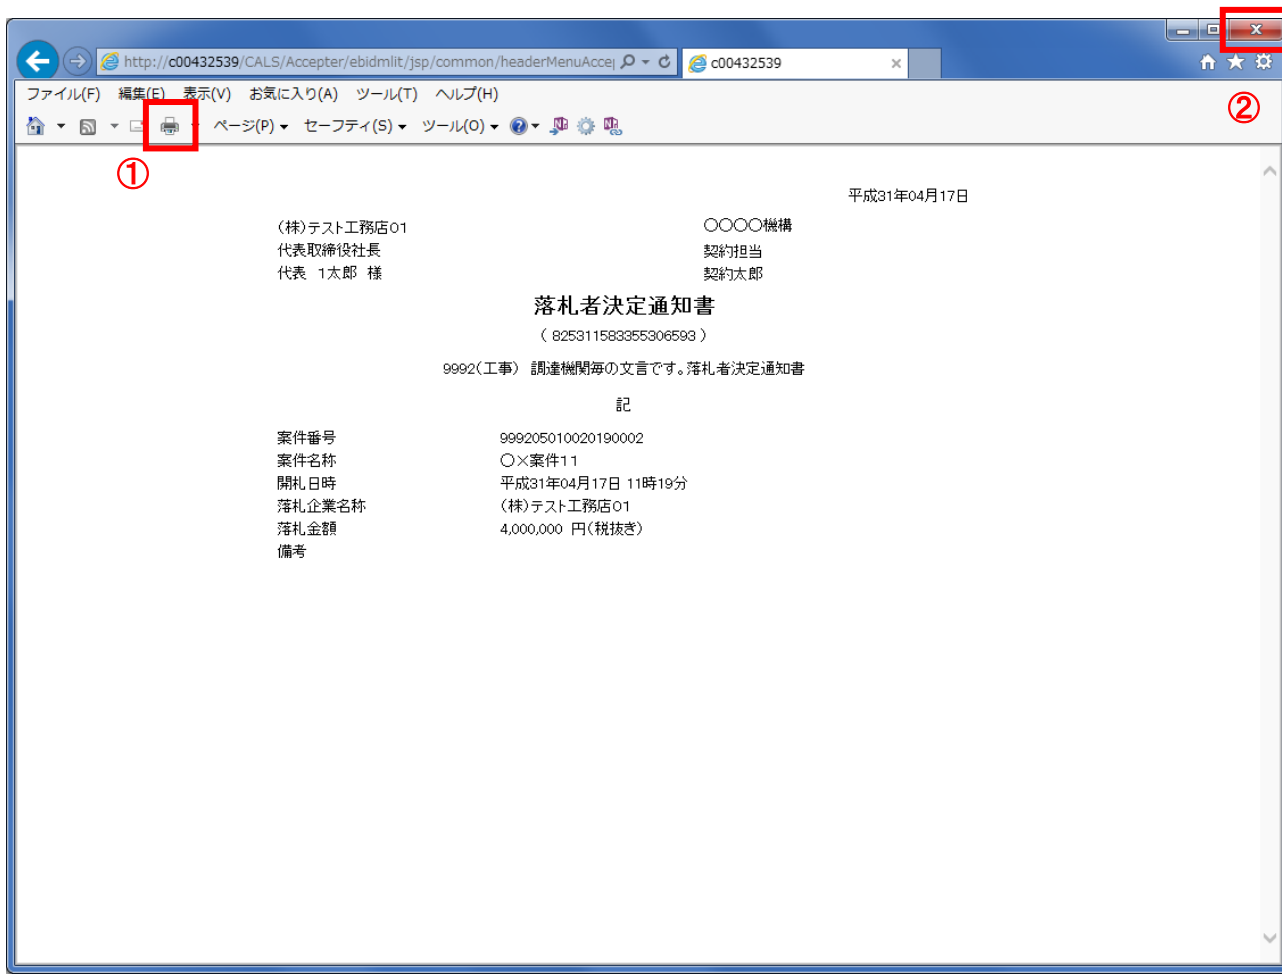 ②
http://c00432539/CALS/Accepter/ebidmlit/jsp/common/headerMenuAccep
c00432539
ファイル(F) 編集(E) 表示(V) お気に入り(A) ツール(T) ヘルプ(H)
ページ(P) セーフティ(S) ツール(O)
①
平成31年04月17日
(株)テスト工務店01
〇〇〇〇機構
代表取締役社長
契約担当
代表 1太郎 様
契約太郎
落札者決定通知書
( 825311583355306593 )
9992(工事) 調達機関毎の文言です。落札者決定通知書
記
案件番号 999205010020190002
案件名称 〇×案件11
開札日時 平成31年04月17日 11時19分
落札企業名称 (株)テスト工務店01
落札金額 4,000,000 円(税抜き)
備考